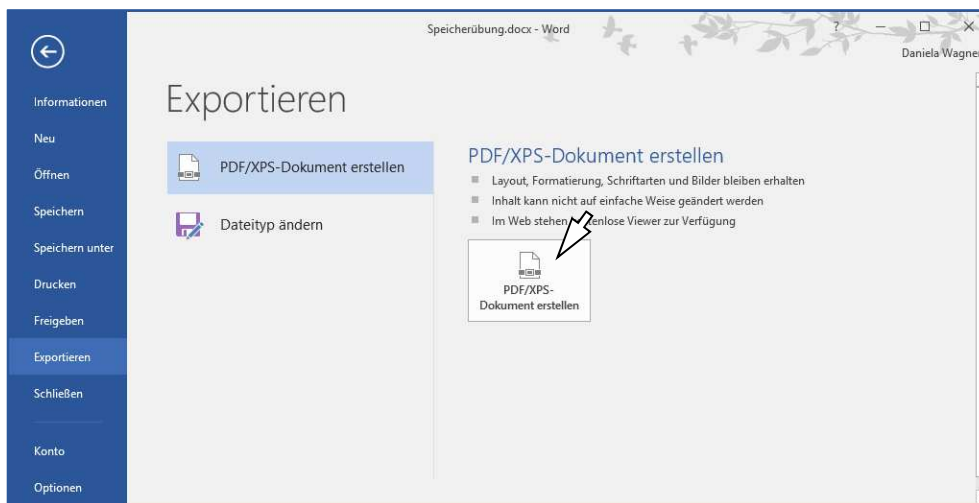 Speicherübung.docx - Word
?
Daniela Wagner
Informationen
Neu
Öffnen
Speichern
Speichern unter
Drucken
Freigeben
Exportieren
Schließen
Konto
Optionen
Exportieren
PDF/XPS-Dokument erstellen
Dateityp ändern
PDF/XPS-Dokument erstellen
Layout, Formatierung, Schriftarten und Bilder bleiben erhalten
Inhalt kann nicht auf einfache Weise geändert werden
Im Web stehen Viewer zur Verfügung
PDF/XPS-
Dokument erstellen